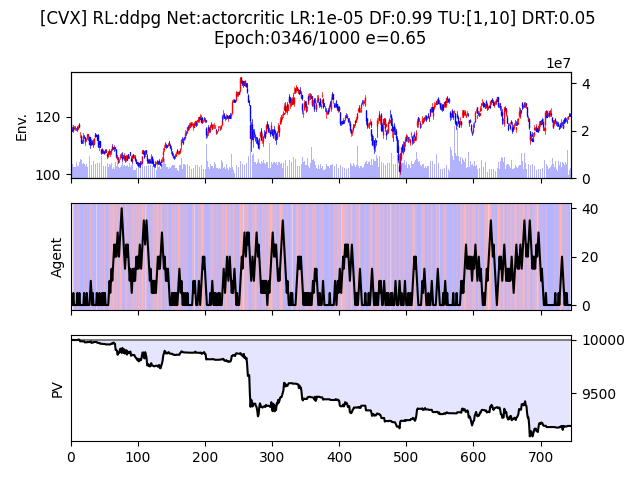 [CVX] RL:ddpg Net:actorcritic LR:1e-05 DF:0.99 TU:[1,10] DRT:0.05
Epoch:0346/1000 e=0.65
1e7
Env.
120
100
4
2
0
Agent
40
20
0
PV
10000
9500
0 100 200 300 400 500 600 700